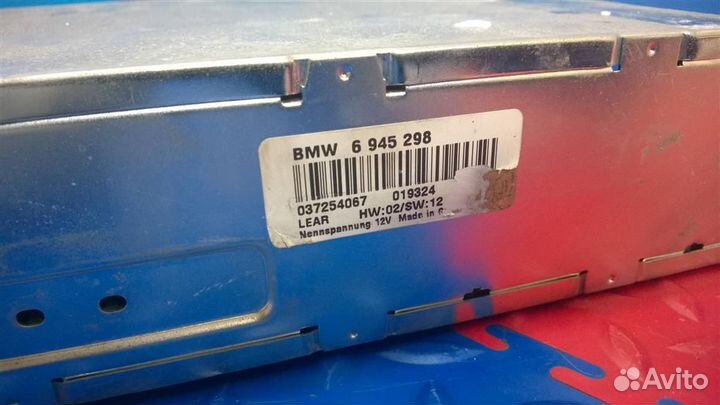 BMW 6 945 298
037254067 019324
LEAR HW:02/SW:12
Nennspannung 12V Made in
Avito